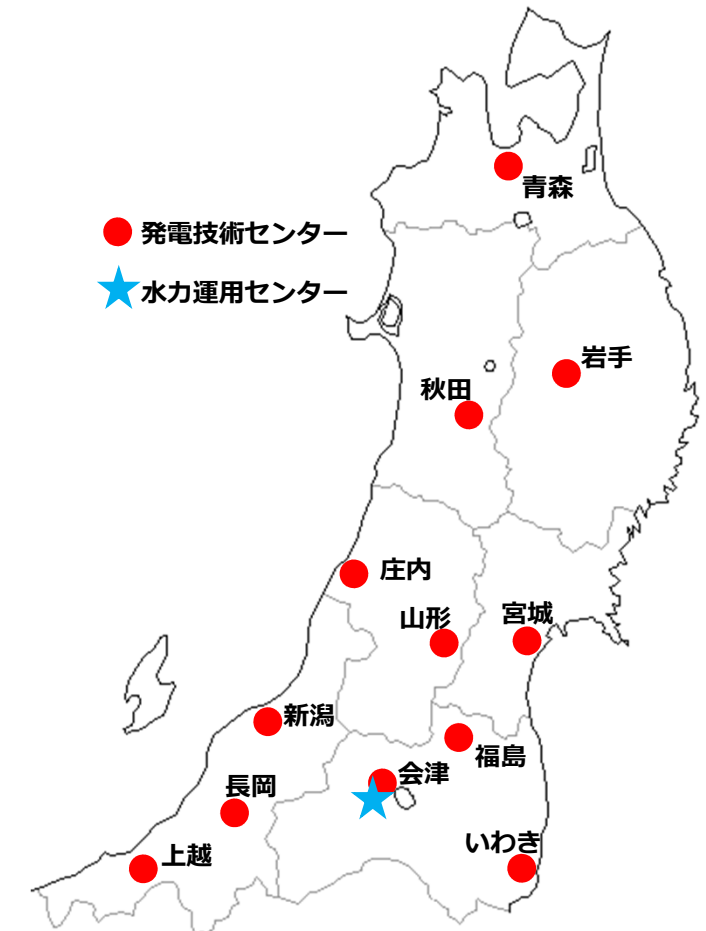 青森
発電技術センター
水力運用センター
岩手
秋田
庄内
山形
宮城
新潟
福島
会津
長岡
いわき
上越